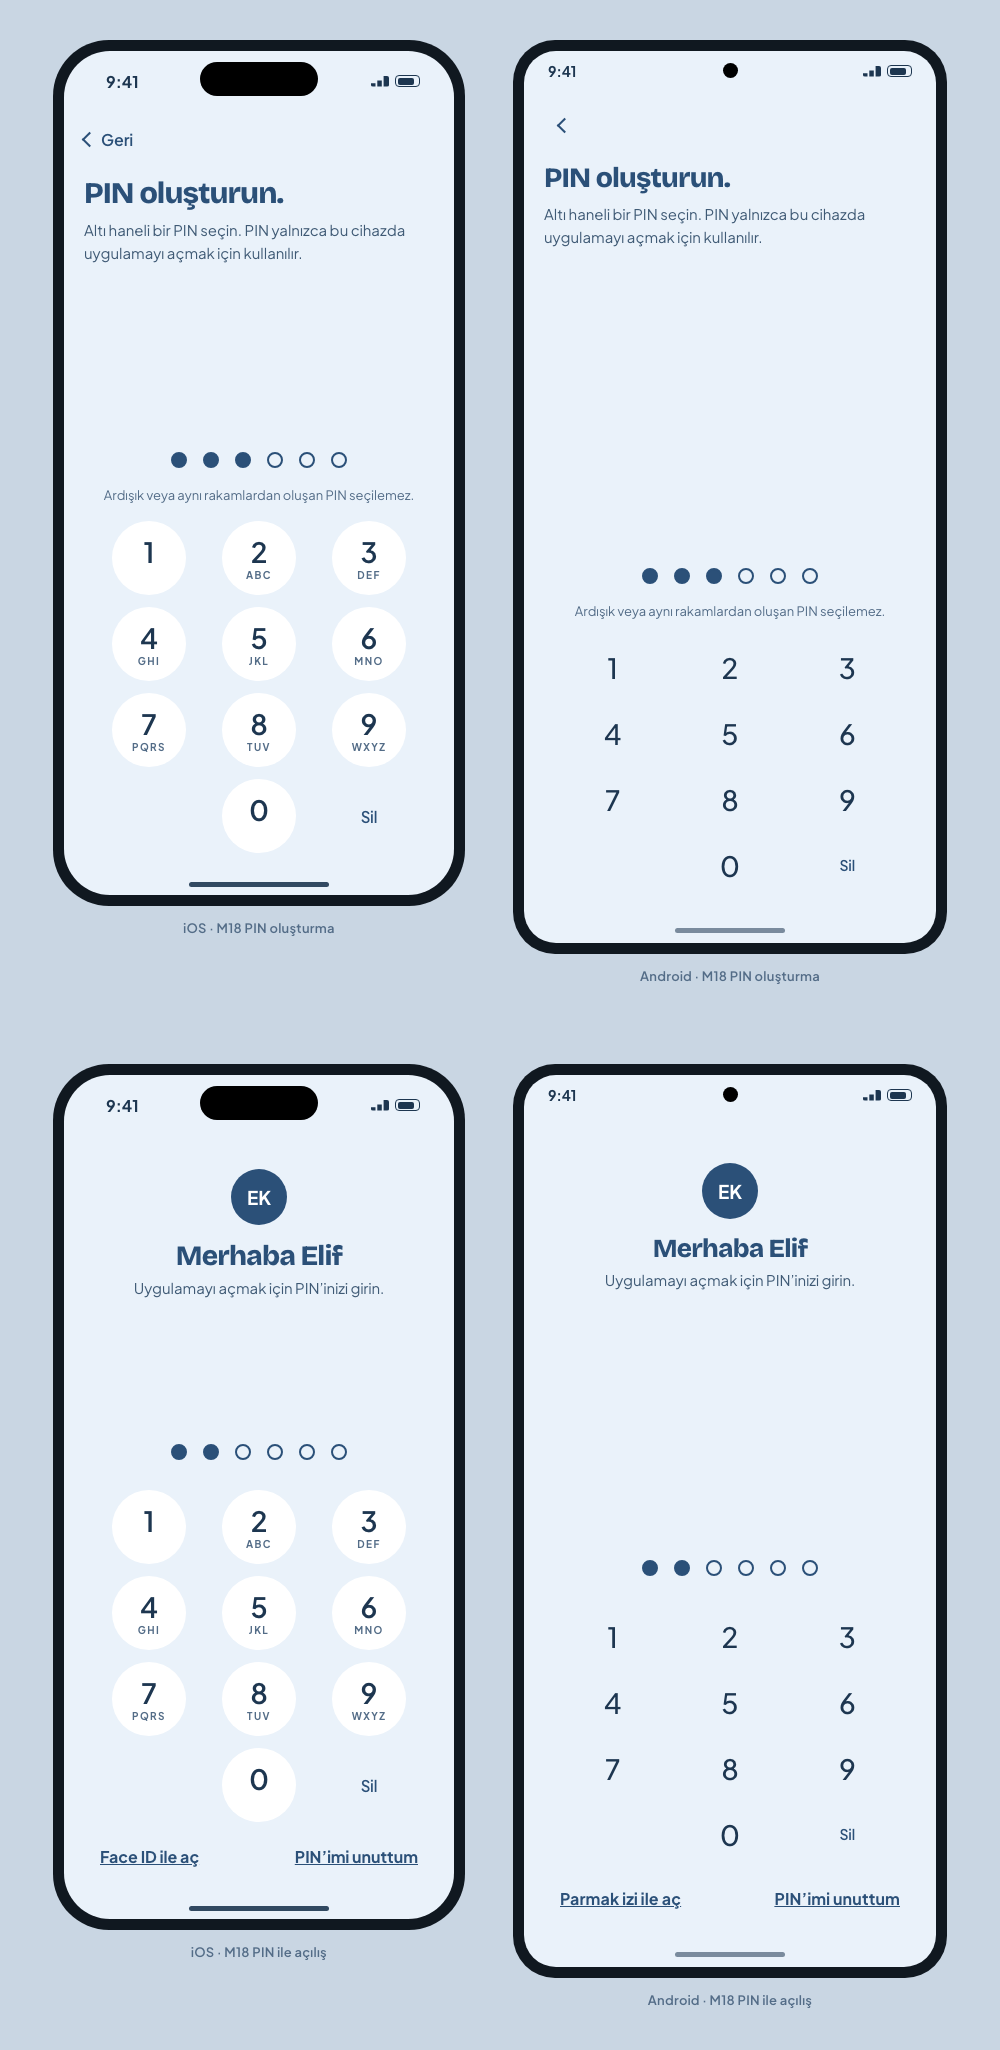 9:41
Geri
PIN oluşturun.
Altı haneli bir PIN seçin. PIN yalnızca bu cihazda
uygulamayı açmak için kullanılır.
Ardışık veya aynı rakamlardan oluşan PIN seçilemez.
1 2 3
ABC DEF
4 5 6
GHI JKL MNO
7 8 9
PQRS TUV WXYZ
0 Sil
iOS · M18 PIN oluşturma
9:41
PIN oluşturun.
Altı haneli bir PIN seçin. PIN yalnızca bu cihazda
uygulamayı açmak için kullanılır.
Ardışık veya aynı rakamlardan oluşan PIN seçilemez.
1 2 3
4 5 6
7 8 9
0 Sil
Android · M18 PIN oluşturma
9:41
EK
Merhaba Elif
Uygulamayı açmak için PIN’inizi girin.
1 2 3
ABC DEF
4 5 6
GHI JKL MNO
7 8 9
PQRS TUV WXYZ
0 Sil
Face ID ile aç PIN’imi unuttum
iOS · M18 PIN ile açılış
9:41
EK
Merhaba Elif
Uygulamayı açmak için PIN’inizi girin.
1 2 3
4 5 6
7 8 9
0 Sil
Parmak izi ile aç PIN’imi unuttum
Android · M18 PIN ile açılış